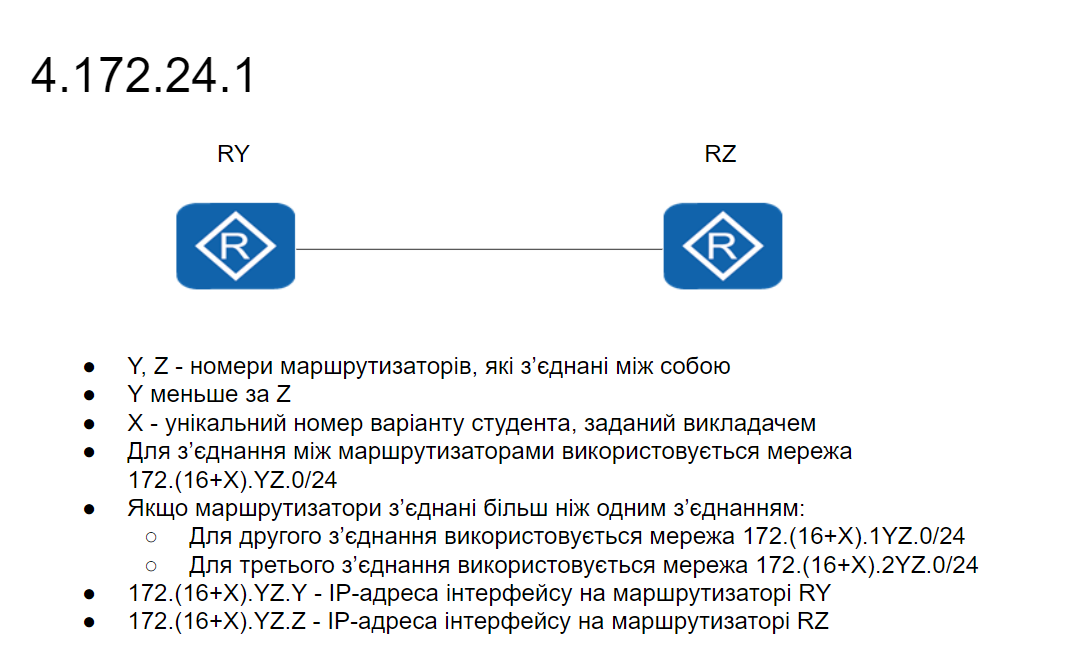 4.172.24.1
RY
RZ
R
R
● Y, Z - номери маршрутизаторів, які з’єднані між собою
● Y меньше за Z
● X - унікальний номер варіанту студента, заданий викладачем
● Для з’єднання між маршрутизаторами використовується мережа
172.(16+X).YZ.0/24
● Якщо маршрутизатори з’єднані більш ніж одним з’єднанням:
○ Для другого з’єднання використовується мережа 172.(16+X).1YZ.0/24
○ Для третього з’єднання використовується мережа 172.(16+X).2YZ.0/24
● 172.(16+X).YZ.Y - IP-адреса інтерфейсу на маршрутизаторі RY
● 172.(16+X).YZ.Z - IP-адреса інтерфейсу на маршрутизаторі RZ